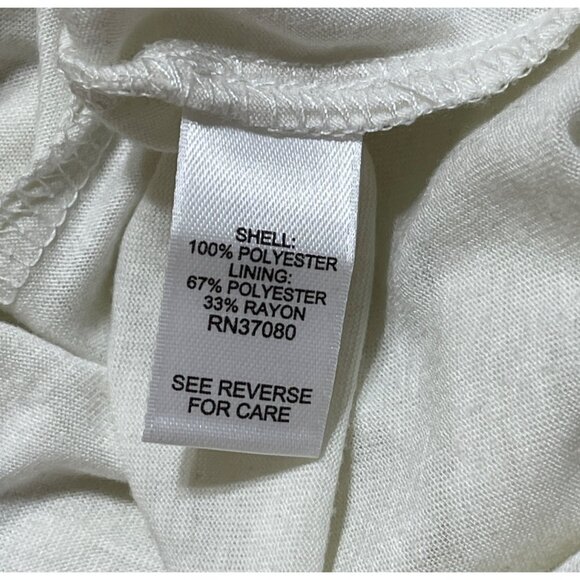 SHELL:
100% POLYESTER
LINING:
67% POLYESTER
33% RAYON
RN37080
SEE REVERSE
FOR CARE